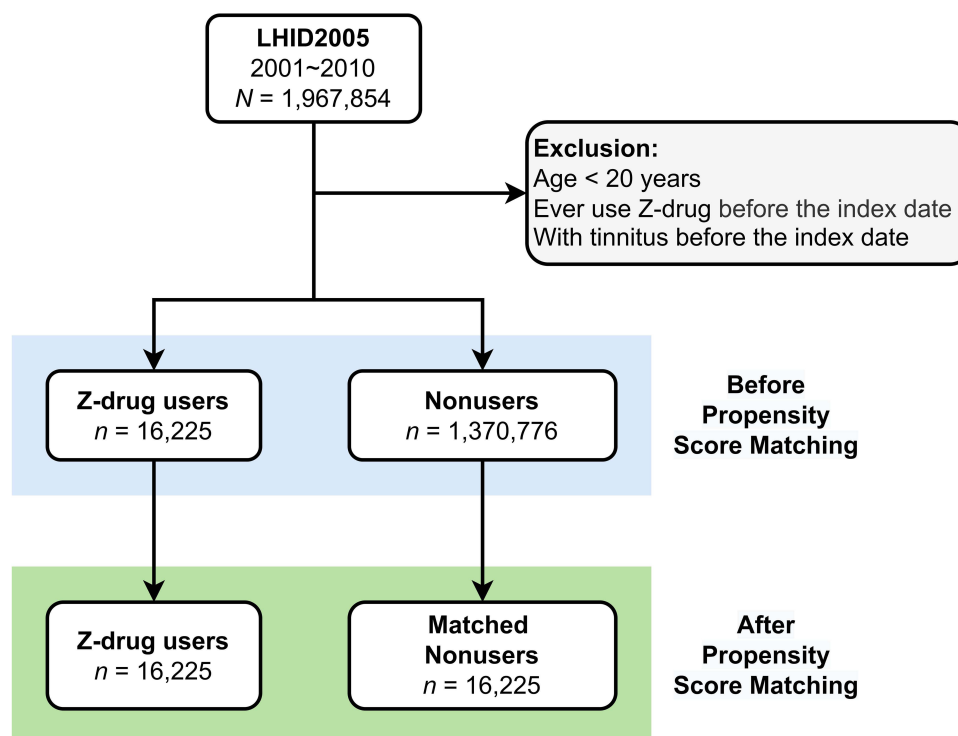 LHID2005
2001~2010
N = 1,967,854
Exclusion:
Age < 20 years
Ever use Z-drug before the index date
With tinnitus before the index date
Z-drug users
n = 16,225
Nonusers
n = 1,370,776
Before
Propensity
Score Matching
Z-drug users
n = 16,225
Matched
Nonusers
n = 16,225
After
Propensity
Score Matching